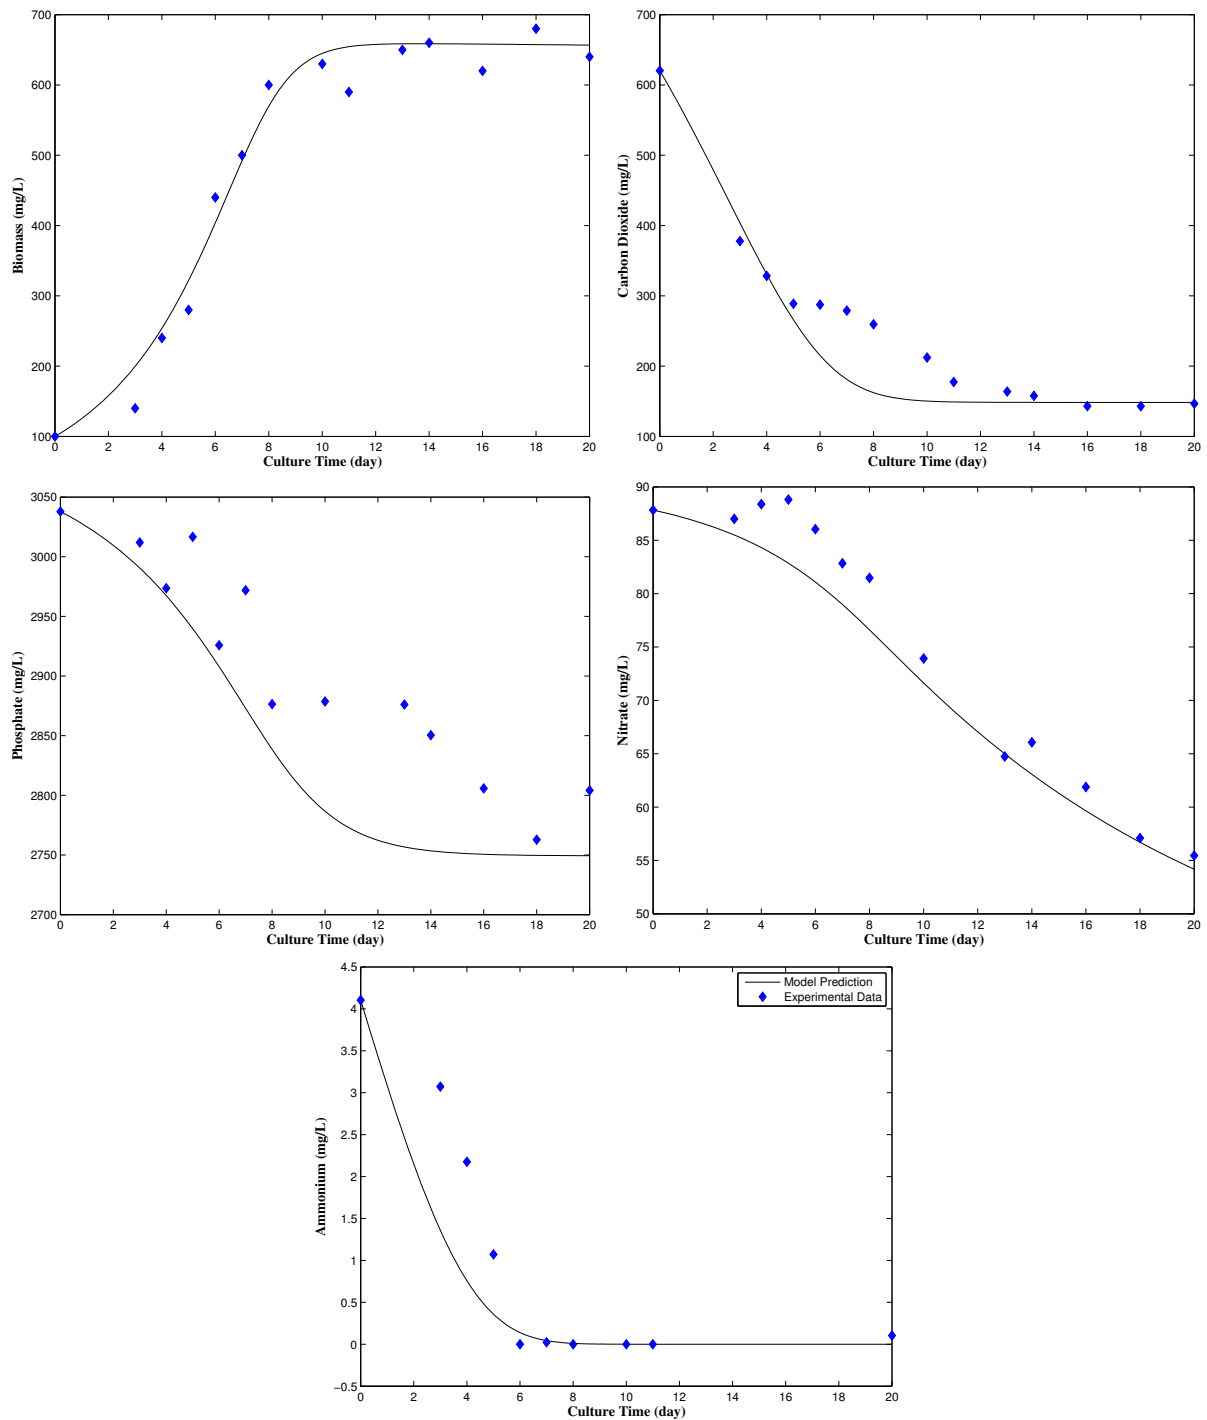 700
600
500
400
300
200
100
0 2 4 6 8 10 12 14 16 18 20
Biomass (mg/L)
Culture Time (day)
700
600
500
400
300
200
100
0 2 4 6 8 10 12 14 16 18 20
Carbon Dioxide (mg/L)
Culture Time (day)
3050
3000
2950
2900
2850
2800
2750
2700
0 2 4 6 8 10 12 14 16 18 20
Phosphate (mg/L)
Culture Time (day)
90
85
80
75
70
65
60
55
50
0 2 4 6 8 10 12 14 16 18 20
Nitrate (mg/L)
Culture Time (day)
4.5
4
3.5
3
2.5
2
1.5
1
0.5
0
−0.5
0 2 4 6 8 10 12 14 16 18 20
Ammonium (mg/L)
Culture Time (day)
Model Prediction
Experimental Data